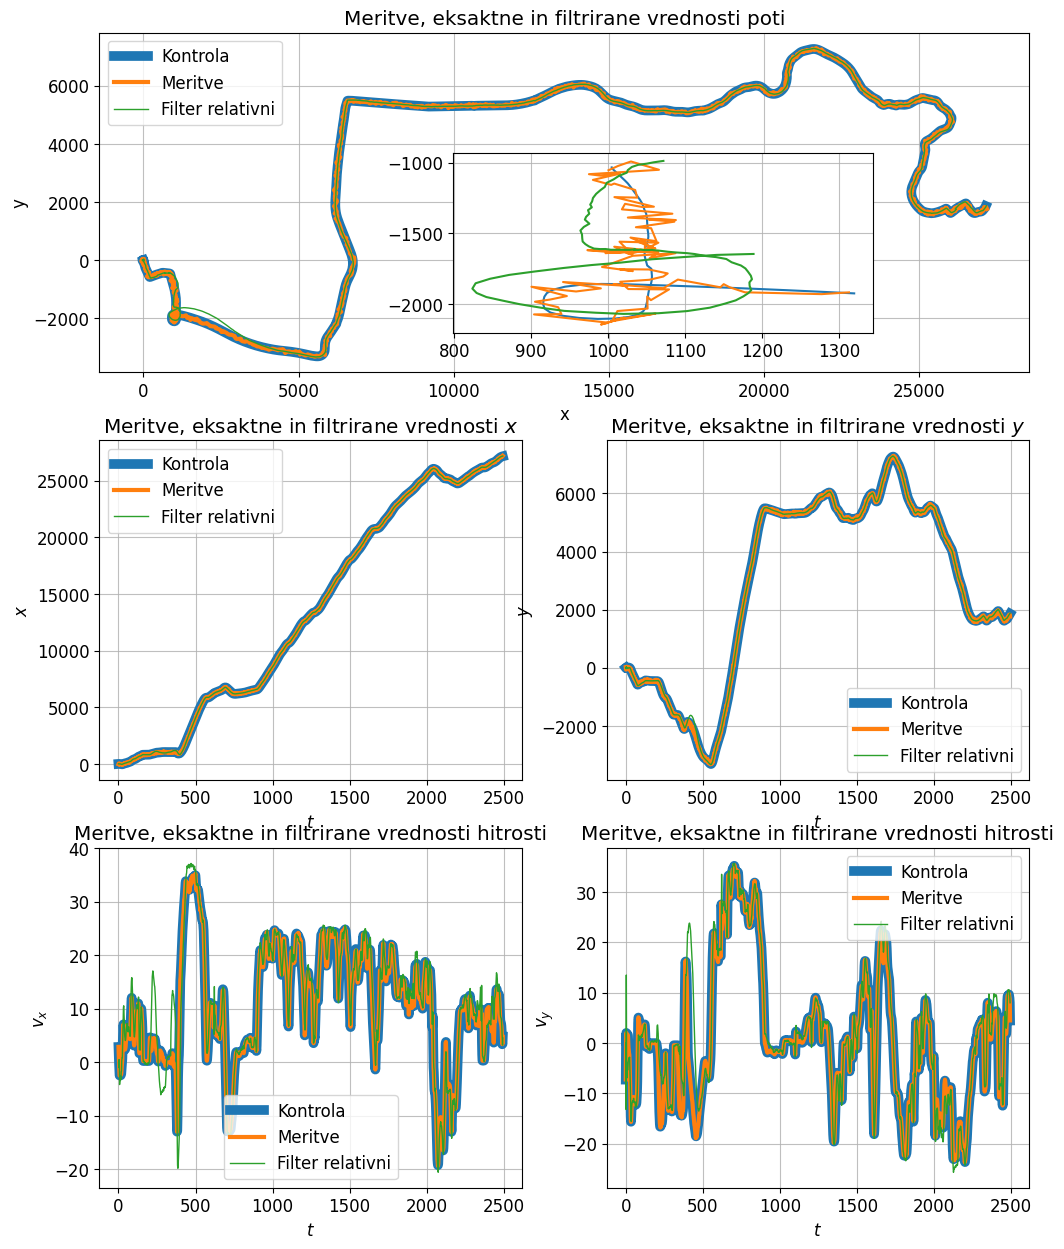 Meritve, eksaktne in filtrirane vrednosti poti
Kontrola
Meritve
Filter relativni
y
6000
4000
2000
0
−2000
−1000
−1500
−2000
800 900 1000 1100 1200 1300
0 5000 10000 15000 20000 25000
x
Meritve, eksaktne in filtrirane vrednosti x
Kontrola
Meritve
Filter relativni
x
25000
20000
15000
10000
5000
0
0 500 1000 1500 2000 2500
t
Meritve, eksaktne in filtrirane vrednosti y
y
6000
4000
2000
0
−2000
Kontrola
Meritve
Filter relativni
0 500 1000 1500 2000 2500
t
Meritve, eksaktne in filtrirane vrednosti hitrosti
vx
40
30
20
10
0
−10
−20
Kontrola
Meritve
Filter relativni
0 500 1000 1500 2000 2500
t
Meritve, eksaktne in filtrirane vrednosti hitrosti
Kontrola
Meritve
Filter relativni
vy
30
20
10
0
−10
−20
0 500 1000 1500 2000 2500
t